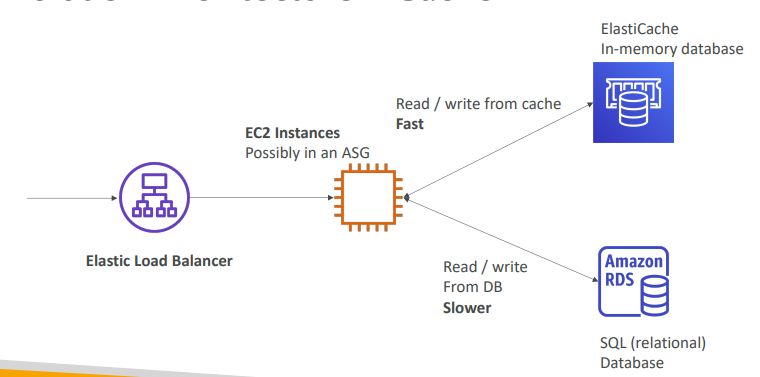 ElastiCache
In-memory database
Read / write from cache
Fast
EC2 Instances
Possibly in an ASG
Elastic Load Balancer
Read / write
From DB
Slower
Amazon
RDS
SQL (relational)
Database